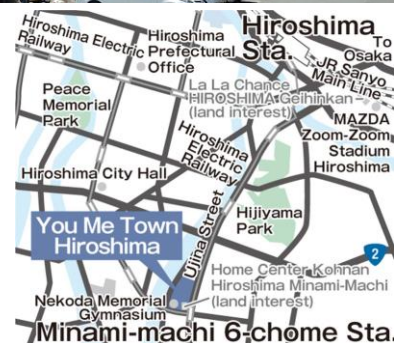 Hiroshima
Sta.
Hiroshima Electric
Railway
Hiroshima
Prefectural
Office
To
Osaka
JR Sanyo
Main Line
La La Chance
HIROSHIMA Geihinkan
(land interest)
Peace
Memorial
Park
MAZDA
Zoom-Zoom
Stadium
Hiroshima
Hiroshima
Electric
Railway
Hiroshima City Hall
Ujina Street
Hijiyama
Park
You Me Town
Hiroshima
2
Home Center Kohnan
Hiroshima Minami-Machi
(land interest)
Nekoda Memorial
Gymnasium
Minami-machi 6-chome Sta.